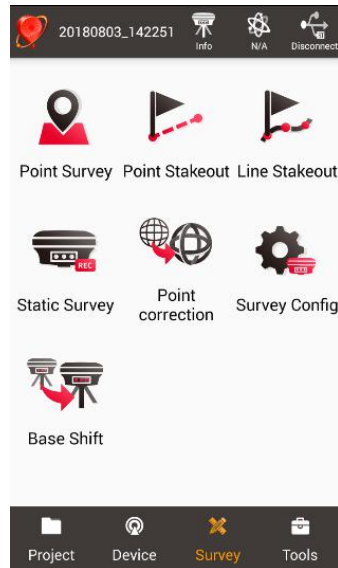 20180803_142251
Info
N/A
Disconnect
Point Survey
Point Stakeout
Line Stakeout
REC
Static Survey
Point
correction
Survey Config
Base Shift
Project
Device
Survey
Tools